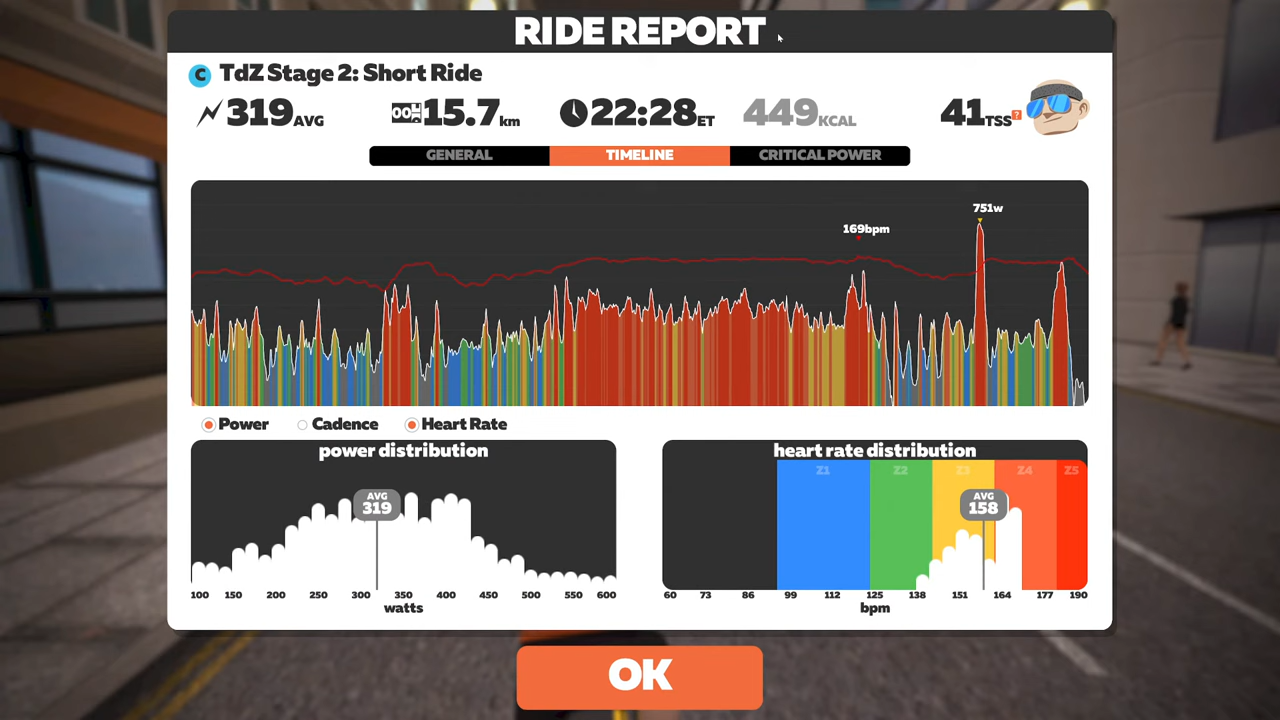 RIDE REPORT
C TdZ Stage 2: Short Ride
319AVG 15.7km 22:28ET 449KCAL 41TSS?
GENERAL TIMELINE CRITICAL POWER
751w
169bpm
Power Cadence Heart Rate
power distribution
AVG
319
100 150 200 250 300 350 400 450 500 550 600
watts
heart rate distribution
Z1 Z2 Z3 Z4 Z5
AVG
158
60 73 86 99 112 125 138 151 164 177 190
bpm
OK